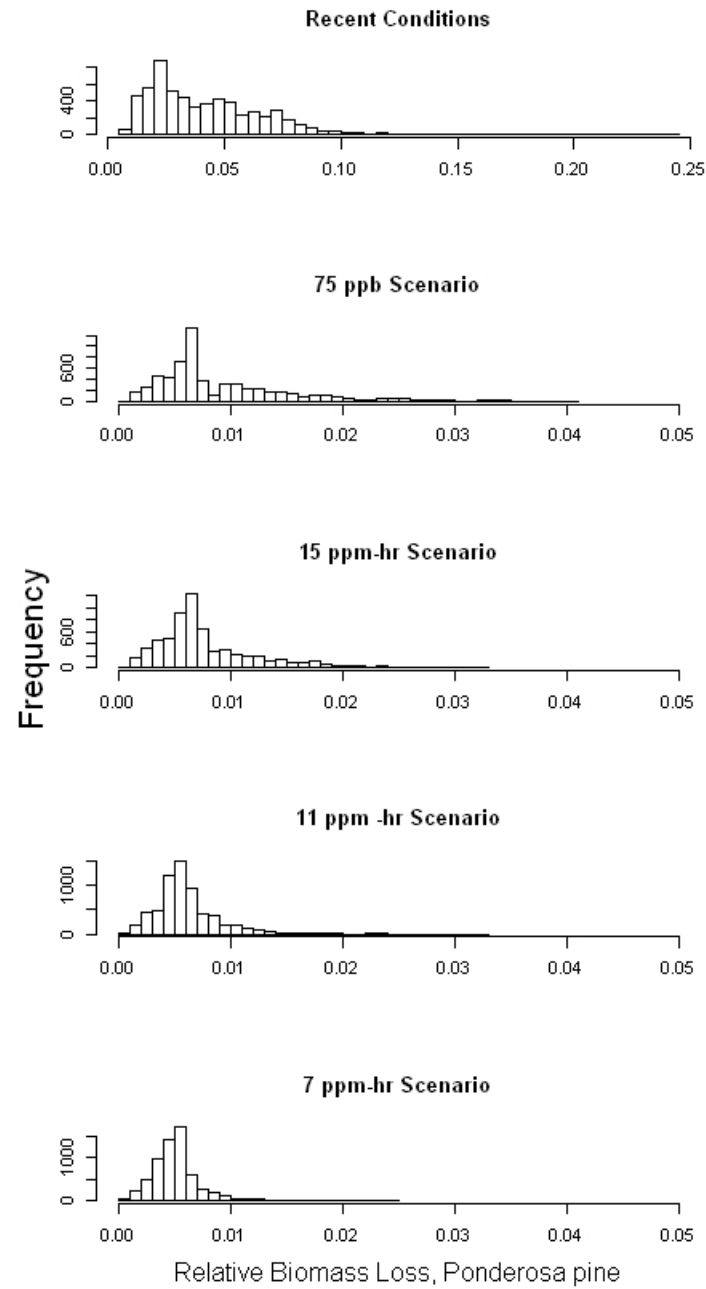 Recent Conditions
400
0
0.00 0.05 0.10 0.15 0.20 0.25
75 ppb Scenario
600
0
0.00 0.01 0.02 0.03 0.04 0.05
15 ppm-hr Scenario
600
0
0.00 0.01 0.02 0.03 0.04 0.05
Frequency
11 ppm -hr Scenario
1000
0
0.00 0.01 0.02 0.03 0.04 0.05
7 ppm-hr Scenario
1000
0
0.00 0.01 0.02 0.03 0.04 0.05
Relative Biomass Loss, Ponderosa pine